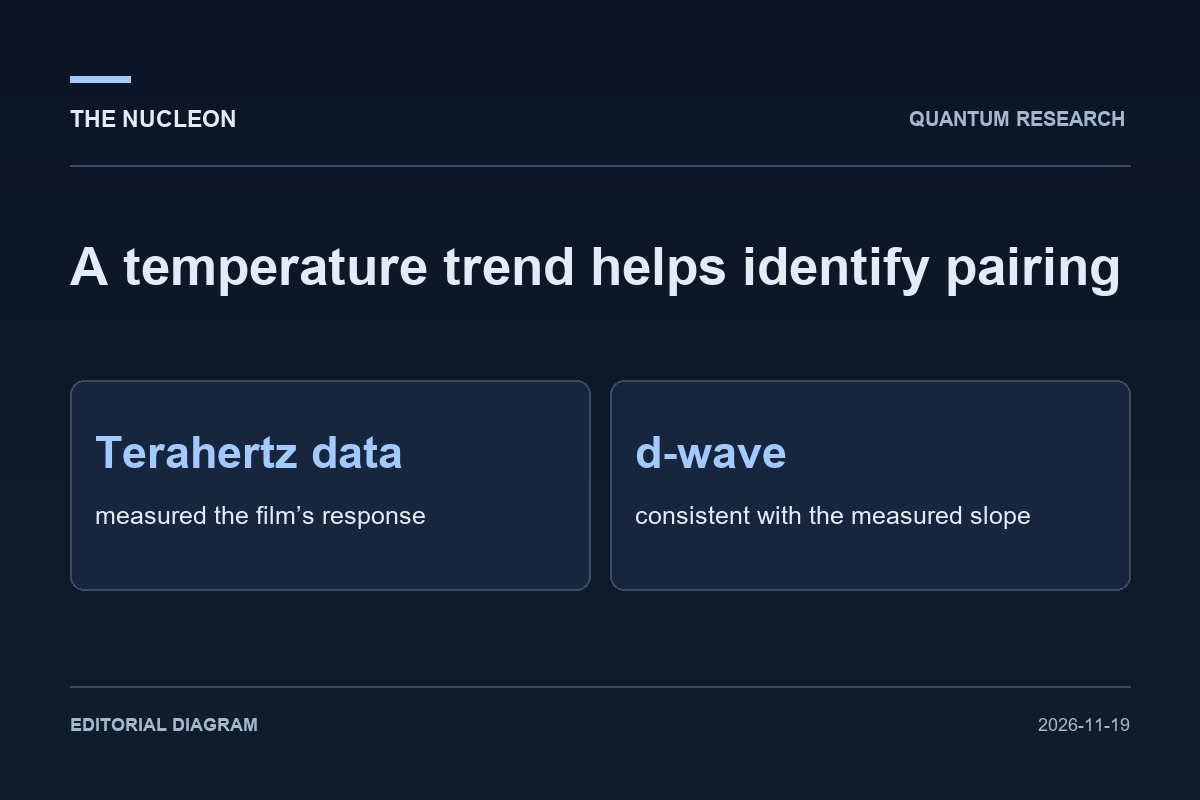 THE NUCLEON
QUANTUM RESEARCH
A temperature trend helps identify pairing
Terahertz data
measured the film’s response
d-wave
consistent with the measured slope
EDITORIAL DIAGRAM
2026-11-19